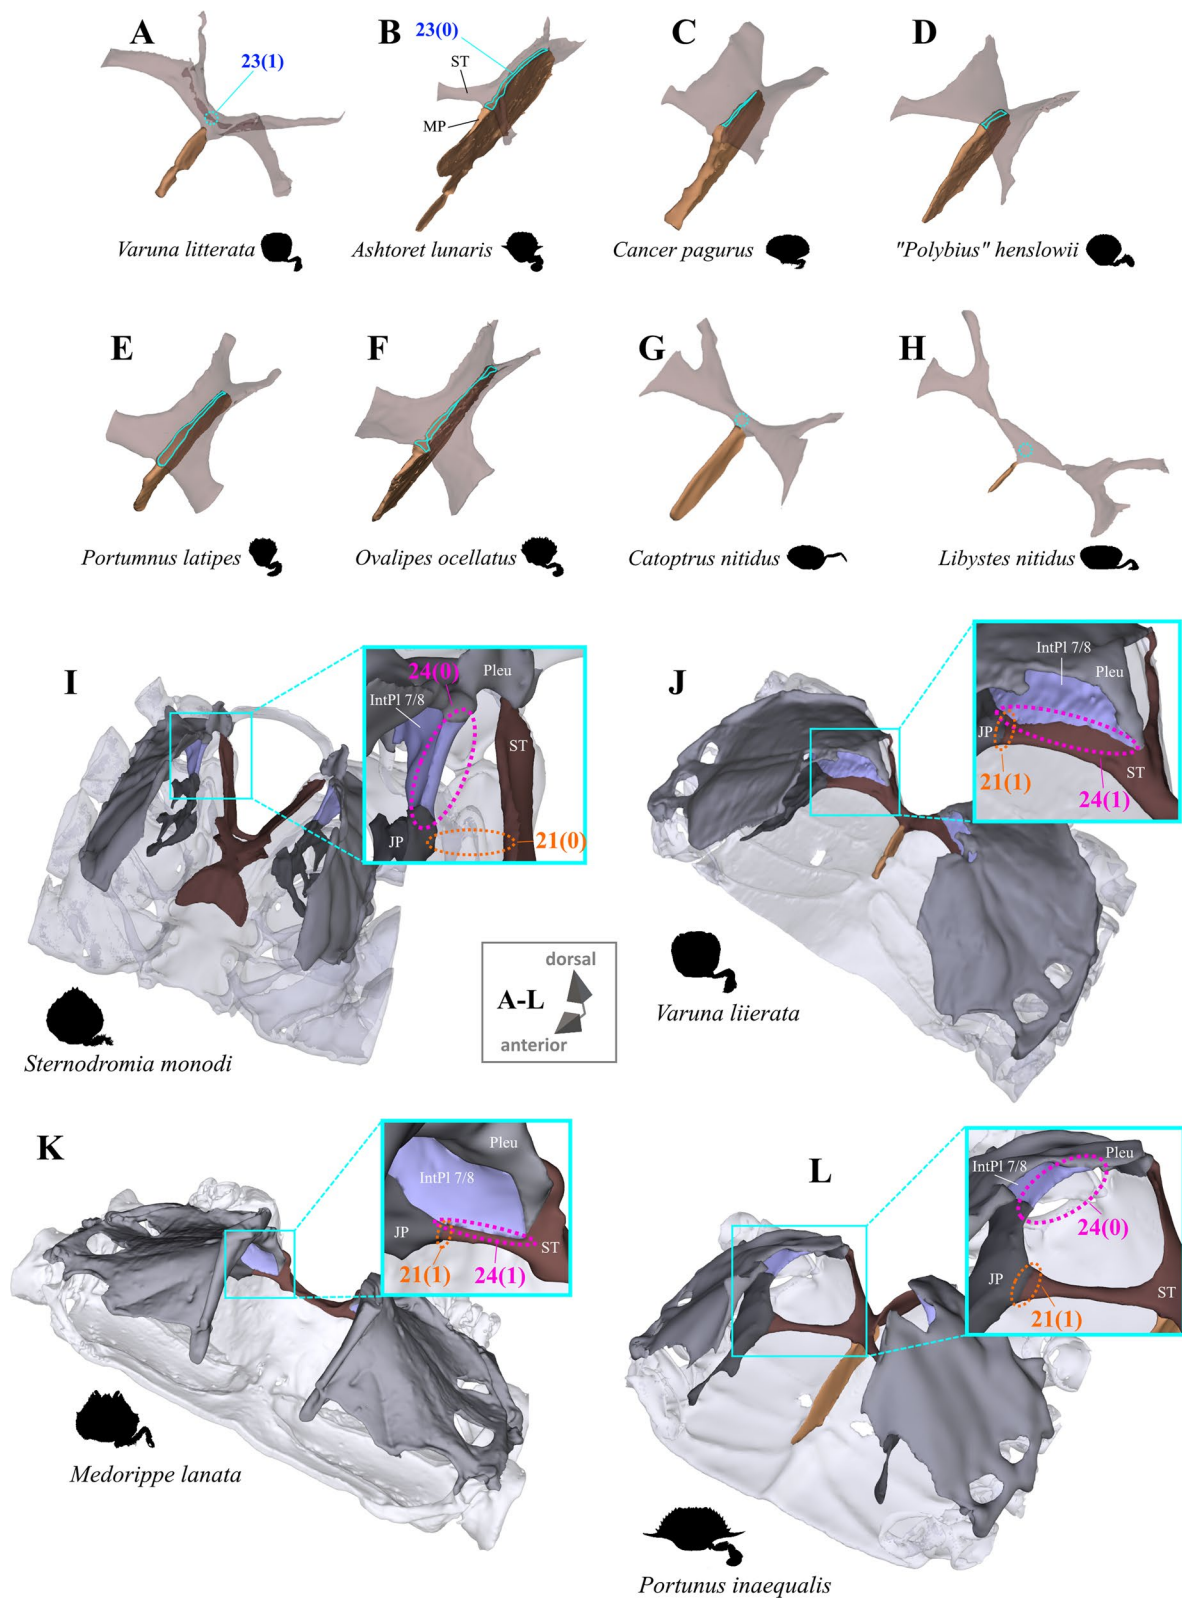 A
23(1)
Varuna litterata
B
23(0)
ST
MP
Ashtoret lunaris
C
Cancer pagurus
D
"Polybius" henslowii
E
Portumnus latipes
F
Ovalipes ocellatus
G
Catoptrus nitidus
H
Libystes nitidus
I
24(0)
Pleu
IntPl 7/8
ST
JP
21(0)
Sternodromia monodi
J
IntPl 7/8
Pleu
JP
21(1)
ST
24(1)
Varuna liierata
dorsal
A-L
anterior
K
Pleu
IntPl 7/8
JP
ST
21(1)
24(1)
Medorippe lanata
L
IntPl 7/8
Pleu
24(0)
JP
ST
21(1)
Portunus inaequalis